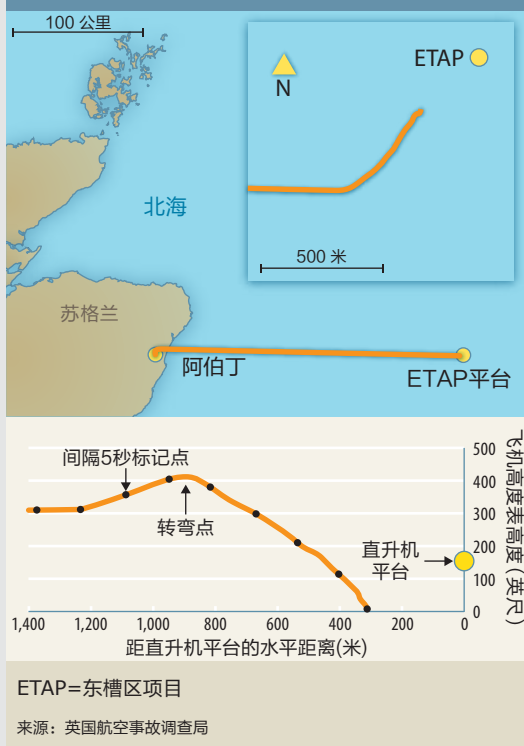 100 公里
ETAP
N
北海
500 米
苏格兰
阿伯丁
ETAP平台
间隔5秒标记点
转弯点
直升机
平台
500
400
300
200
100
0
飞机高度表高度(英尺)
1,400
1,200
1,000
800
600
400
200
0
距直升机平台的水平距离(米)
ETAP=东槽区项目
来源：英国航空事故调查局